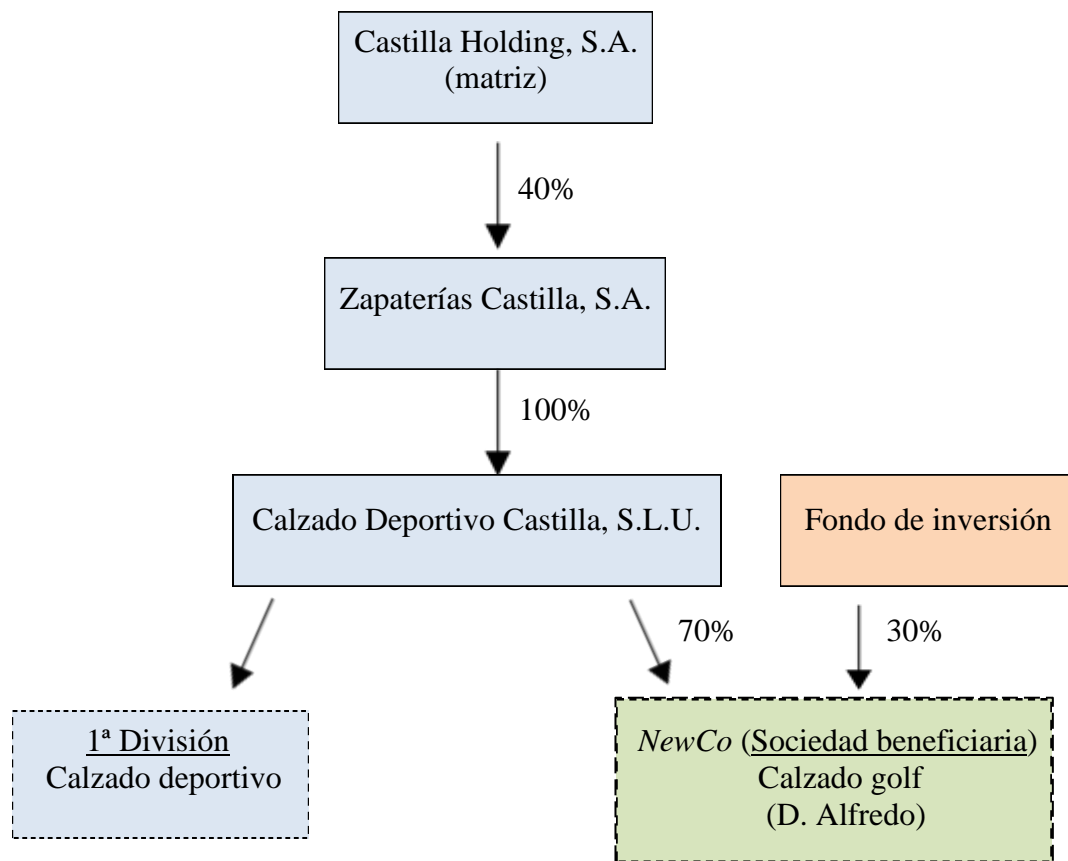 Castilla Holding, S.A.
(matriz)
40%
Zapaterías Castilla, S.A.
100%
Calzado Deportivo Castilla, S.L.U.
Fondo de inversión
70%
30%
1ª División
Calzado deportivo
NewCo (Sociedad beneficiaria)
Calzado golf
(D. Alfredo)